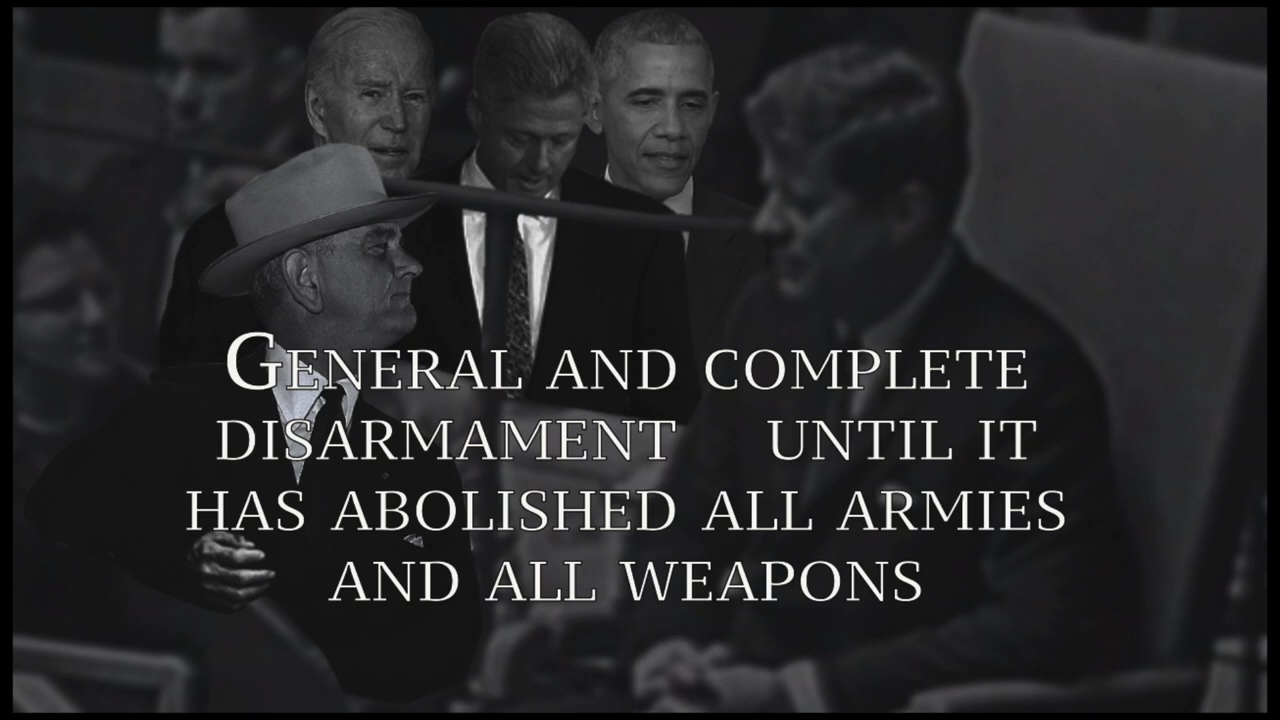 General and complete
disarmament until it
has abolished all armies
and all weapons